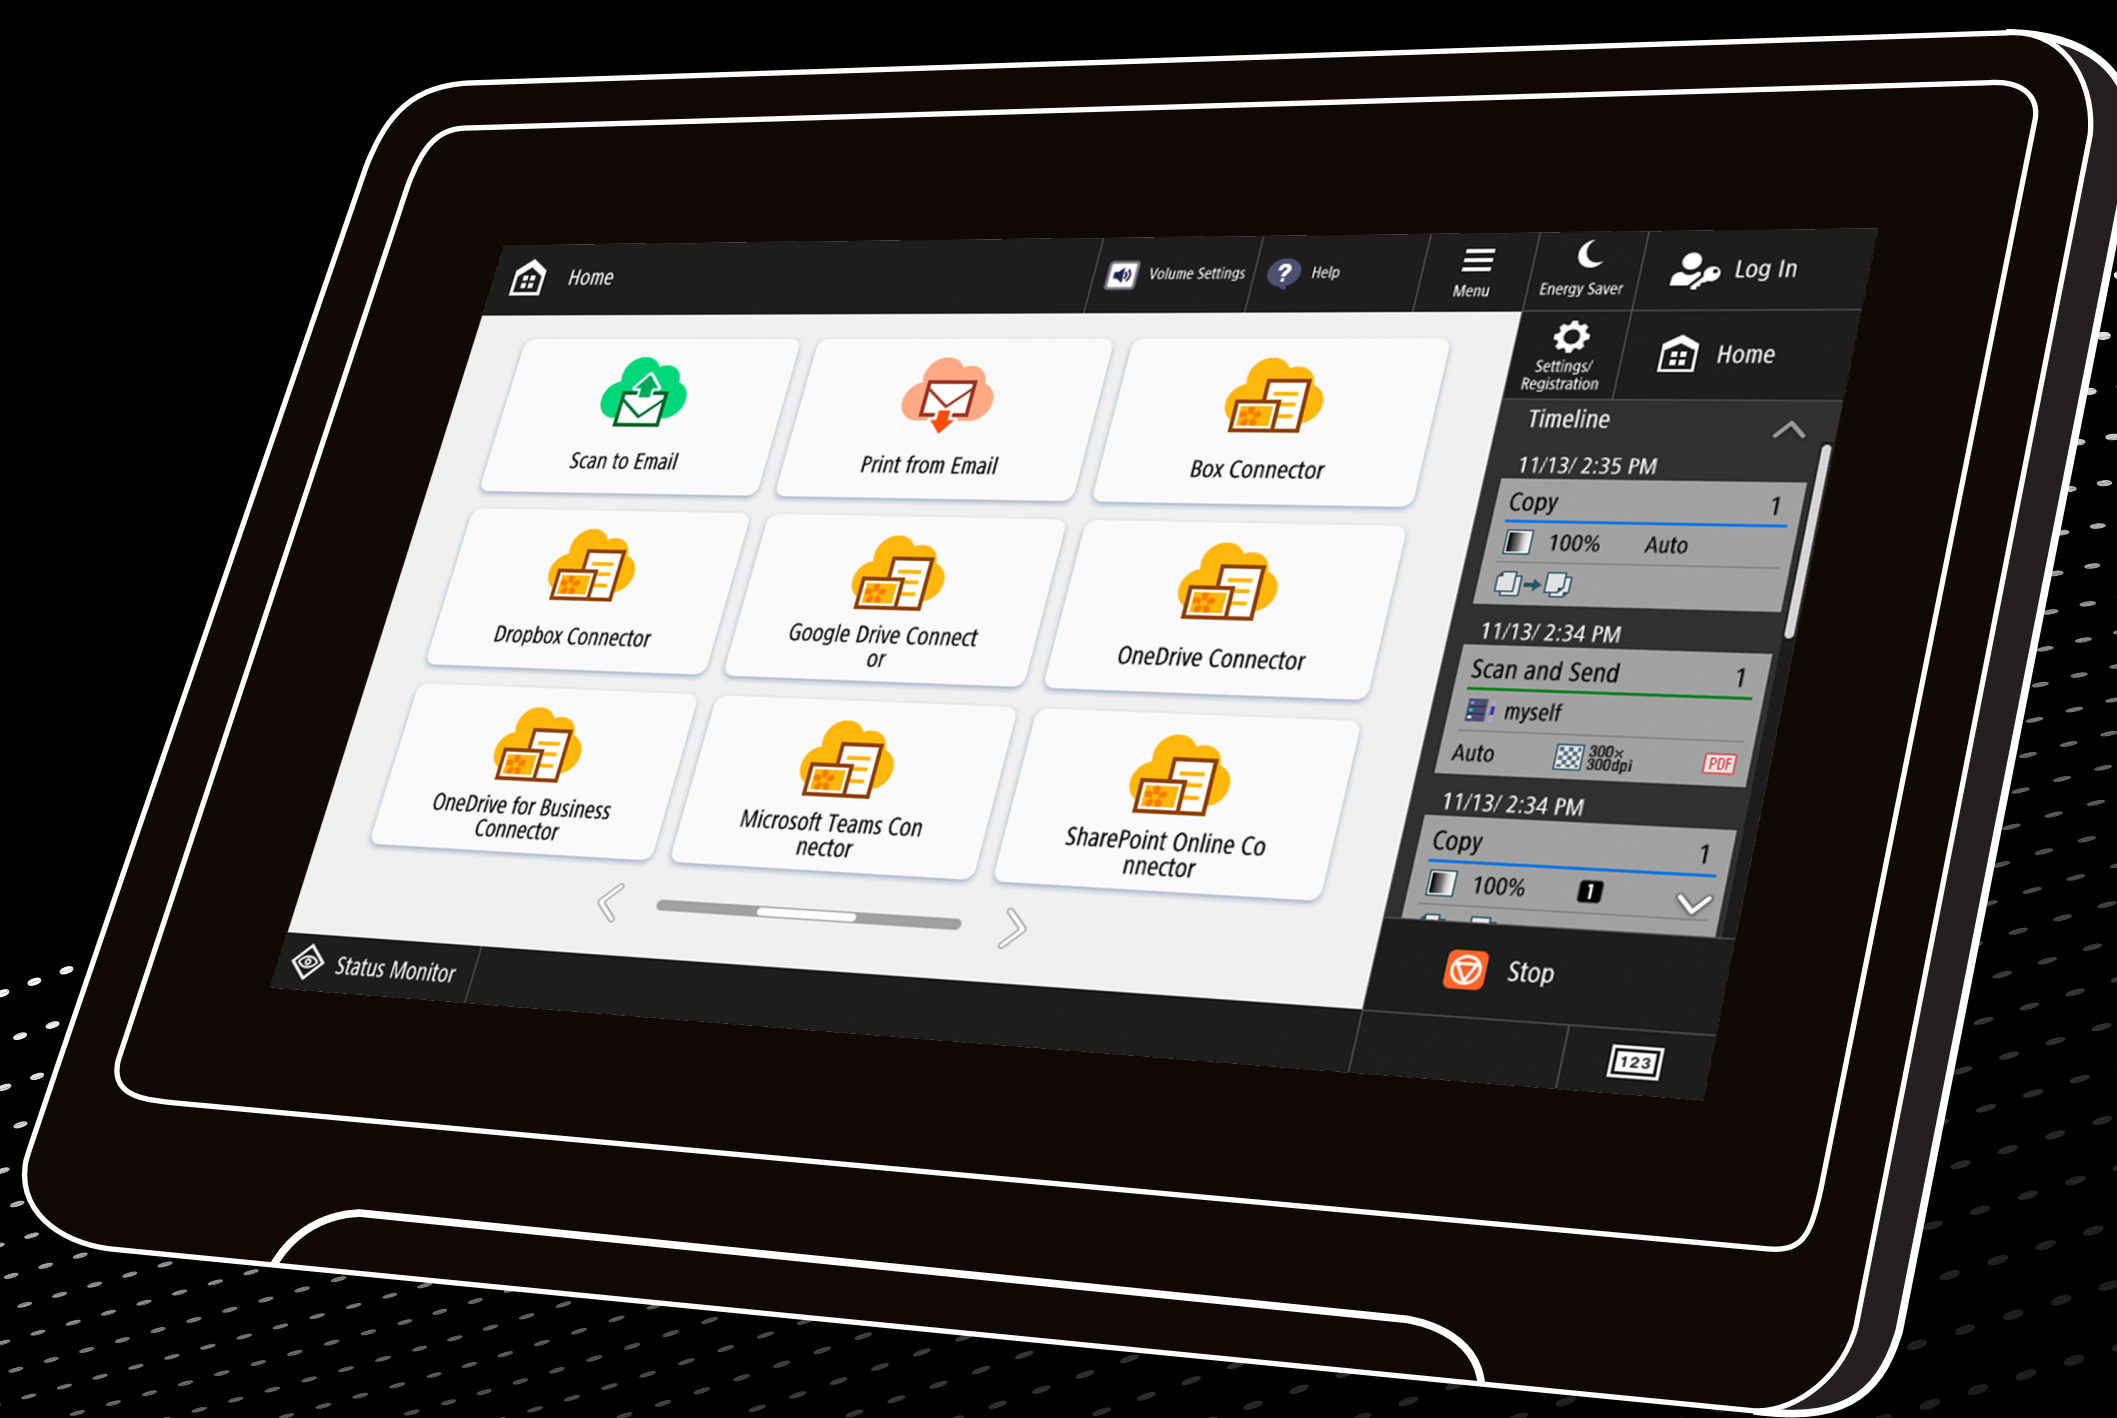 Home
Volume Settings
Help
Menu
Energy Saver
Log In
Settings/
Registration
Home
Scan to Email
Print from Email
Box Connector
Dropbox Connector
Google Drive Connect
or
OneDrive Connector
OneDrive for Business
Connector
Microsoft Teams Con
nector
SharePoint Online Co
nnector
Timeline
11/13/ 2:35 PM
Copy 1
100% Auto
11/13/ 2:34 PM
Scan and Send 1
myself
Auto 300×
300dpi PDF
11/13/ 2:34 PM
Copy 1
100% 1
Status Monitor
Stop
123